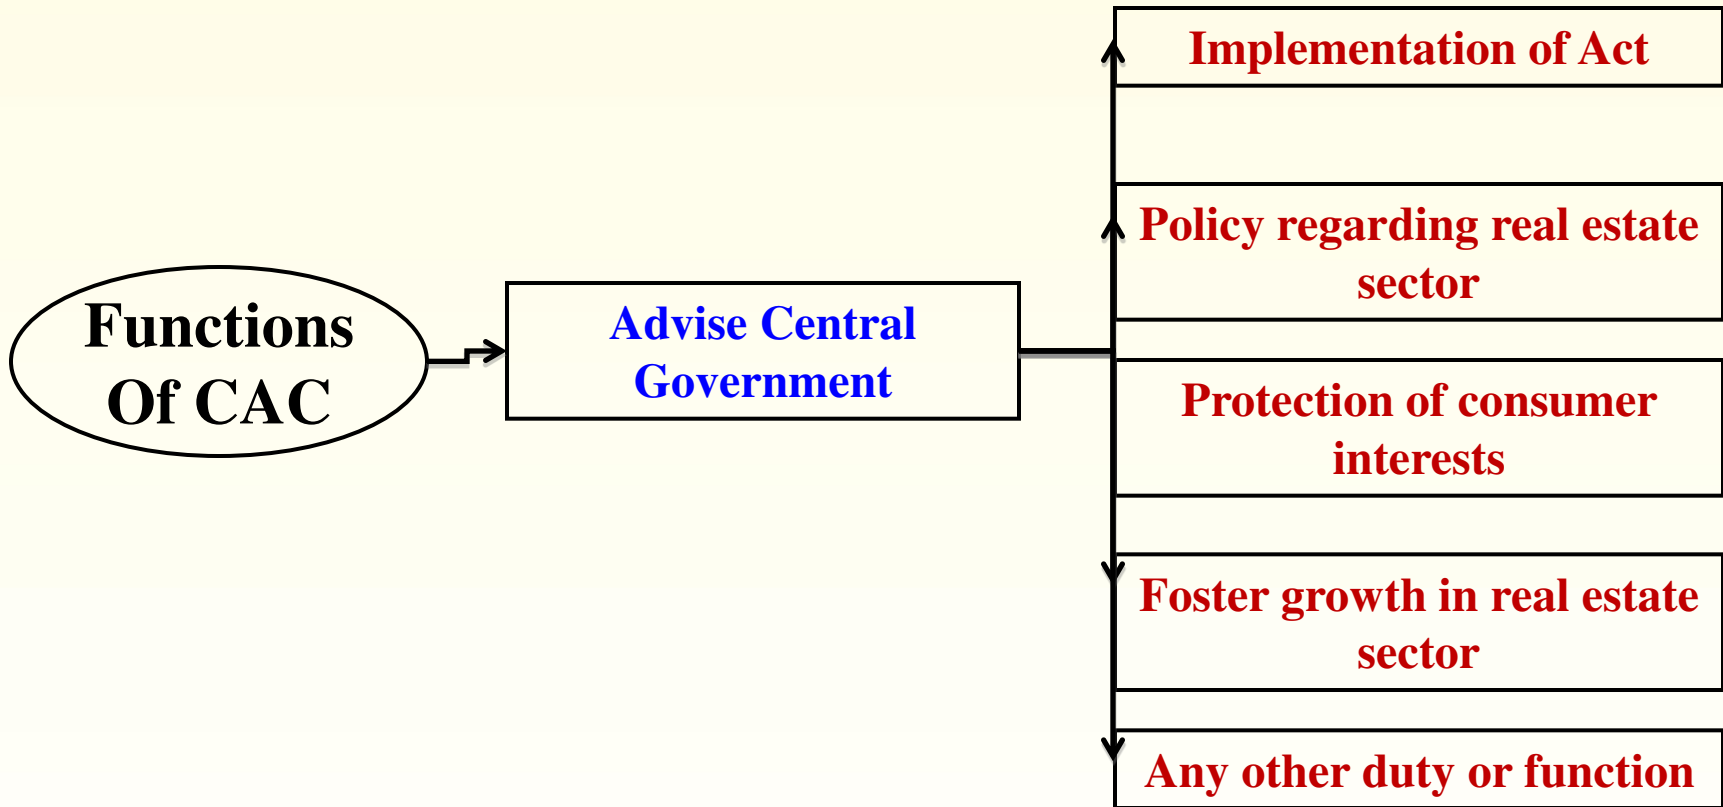 Functions
Of CAC
Advise Central
Government
Implementation of Act
Policy regarding real estate
sector
Protection of consumer
interests
Foster growth in real estate
sector
Any other duty or function